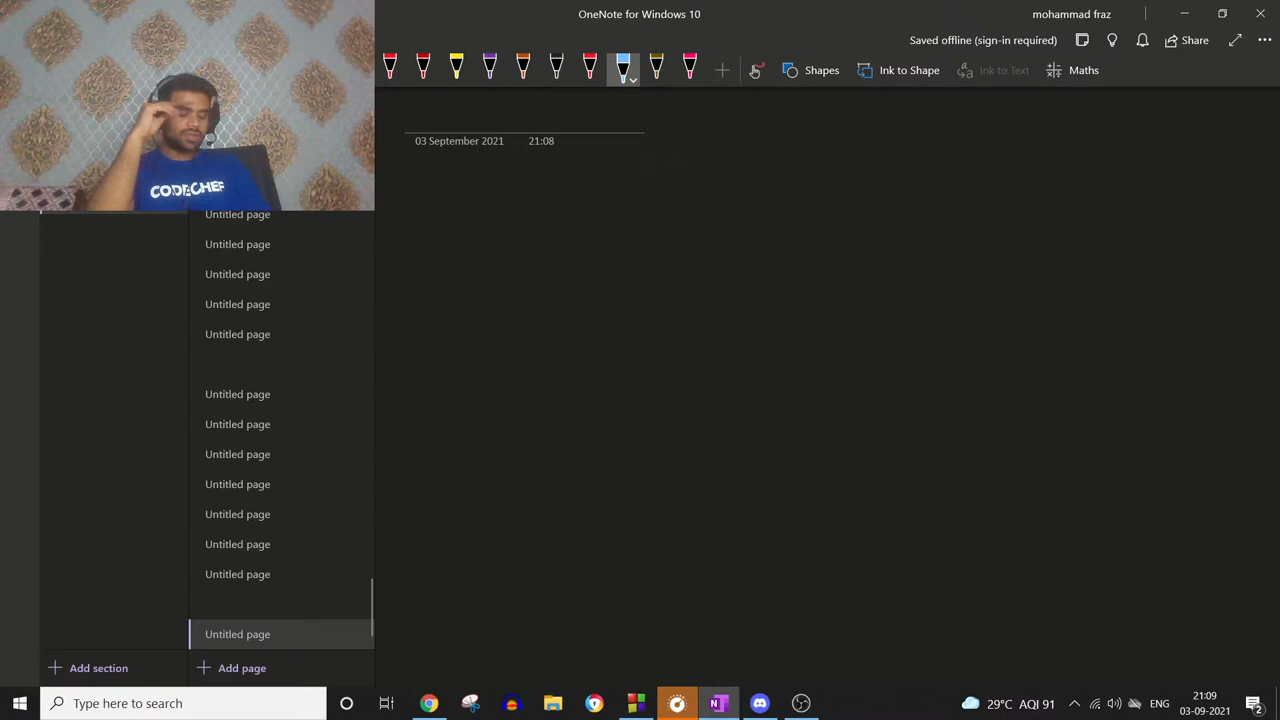 OneNote for Windows 10
mohammad fraz
Saved offline (sign-in required)
Share
Shapes
Ink to Shape
Ink to Text
Maths
03 September 2021 21:08
CODECHEF
Untitled page
Untitled page
Untitled page
Untitled page
Untitled page
Untitled page
Untitled page
Untitled page
Untitled page
Untitled page
Untitled page
Untitled page
Untitled page
Add section
Add page
Type here to search
29°C AQI 91
ENG
21:09
03-09-2021
2